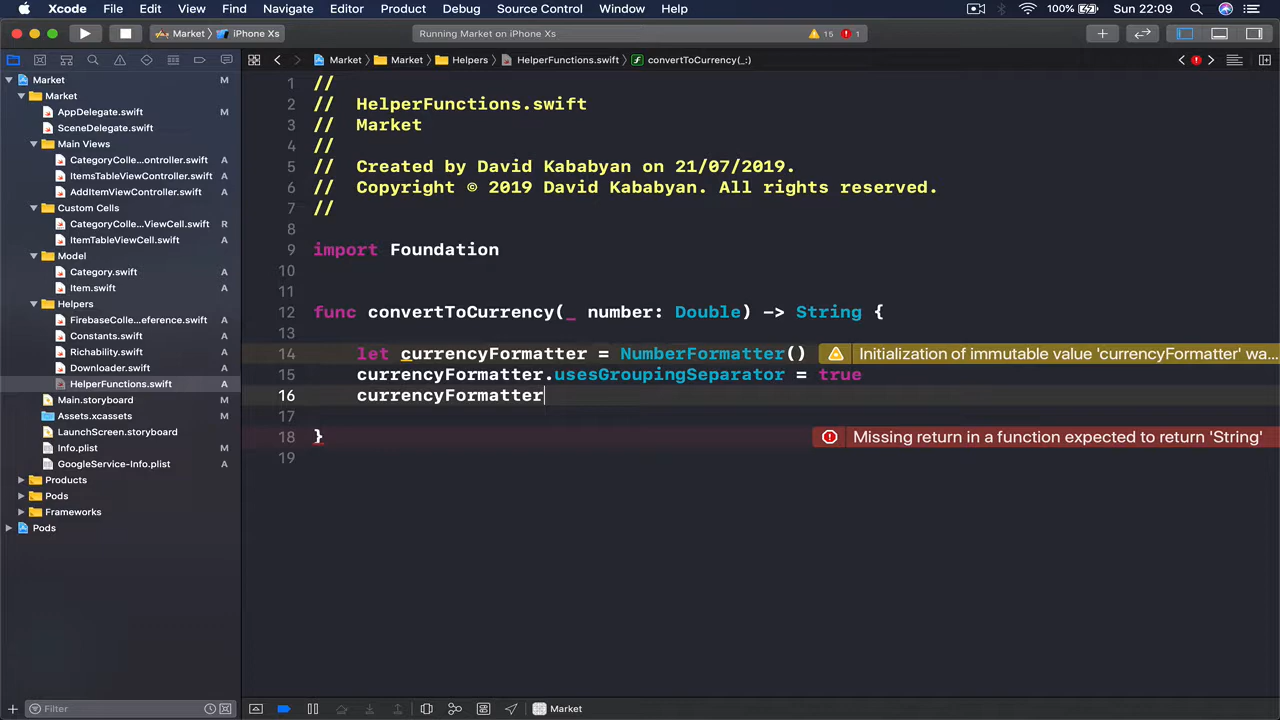 Xcode File Edit View Find Navigate Editor Product Debug Source Control Window Help 100% Sun 22:09
Market iPhone Xs Running Market on iPhone Xs 15 1
Market Market Helpers HelperFunctions.swift convertToCurrency(_:)
Market M
Market
AppDelegate.swift M
SceneDelegate.swift
Main Views
CategoryColle...ontroller.swift A
ItemsTableViewController.swift A
AddItemViewController.swift A
Custom Cells
CategoryColle...ViewCell.swift R
ItemTableViewCell.swift A
Model
Category.swift A
Item.swift A
Helpers
FirebaseColle...eference.swift A
Constants.swift A
Richability.swift A
Downloader.swift A
HelperFunctions.swift A
Main.storyboard A
Assets.xcassets A
LaunchScreen.storyboard
Info.plist M
GoogleService-Info.plist A
Products
Pods
Frameworks
Pods
Filter
1 //
2 // HelperFunctions.swift
3 // Market
4 //
5 // Created by David Kababyan on 21/07/2019.
6 // Copyright © 2019 David Kababyan. All rights reserved.
7 //
8
9 import Foundation
10
11
12 func convertToCurrency(_ number: Double) -> String {
13
14 let currencyFormatter = NumberFormatter() Initialization of immutable value 'currencyFormatter' wa...
15 currencyFormatter.usesGroupingSeparator = true
16 currencyFormatter
17
18 } Missing return in a function expected to return 'String'
19
Market